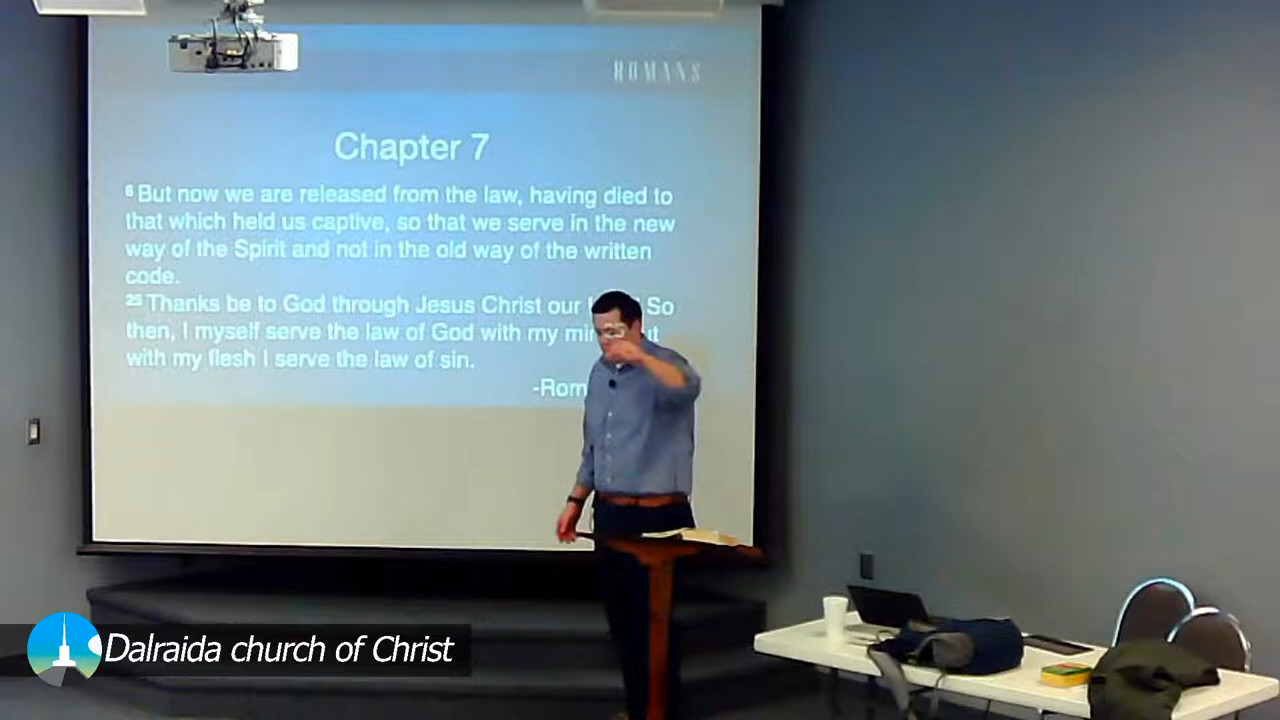 ROMANS
Chapter 7
6 But now we are released from the law, having died to
that which held us captive, so that we serve in the new
way of the Spirit and not in the old way of the written
code.
25 Thanks be to God through Jesus Christ our So
then, I myself serve the law of God with my
with my flesh I serve the law of sin.
Dalraida church of Christ